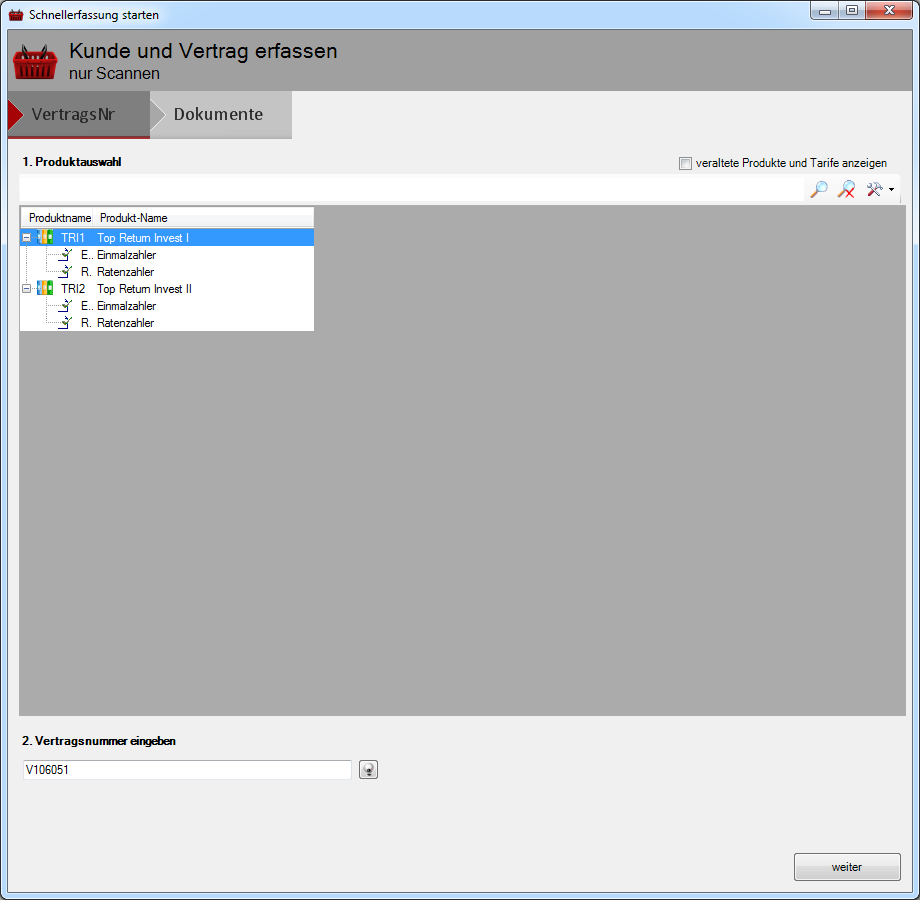 Schnellerfassung starten
Kunde und Vertrag erfassen
nur Scannen
VertragsNr Dokumente
1. Produktauswahl
veraltete Produkte und Tarife anzeigen
Produktname Produkt-Name
TRI1 Top Return Invest I
E.. Einmalzahler
R. Ratenzahler
TRI2 Top Return Invest II
E.. Einmalzahler
R. Ratenzahler
2. Vertragsnummer eingeben
V106051
weiter